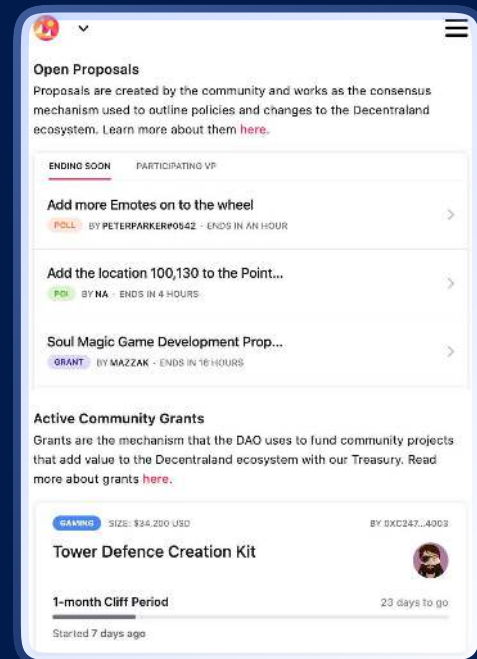 Open Proposals
Proposals are created by the community and works as the consensus
mechanism used to outline policies and changes to the Decentraland
ecosystem. Learn more about them here.
ENDING SOON PARTICIPATING VP
Add more Emotes on to the wheel
POLL BY PETERPARKER#0542 · ENDS IN AN HOUR
Add the location 100,130 to the Point...
POI BY NA · ENDS IN 4 HOURS
Soul Magic Game Development Prop...
GRANT BY MAZZAK · ENDS IN 16 HOURS
Active Community Grants
Grants are the mechanism that the DAO uses to fund community projects
that add value to the Decentraland ecosystem with our Treasury. Read
more about grants here.
GAMING SIZE: $34,200 USD BY 0XC247...4003
Tower Defence Creation Kit
1-month Cliff Period 23 days to go
Started 7 days ago